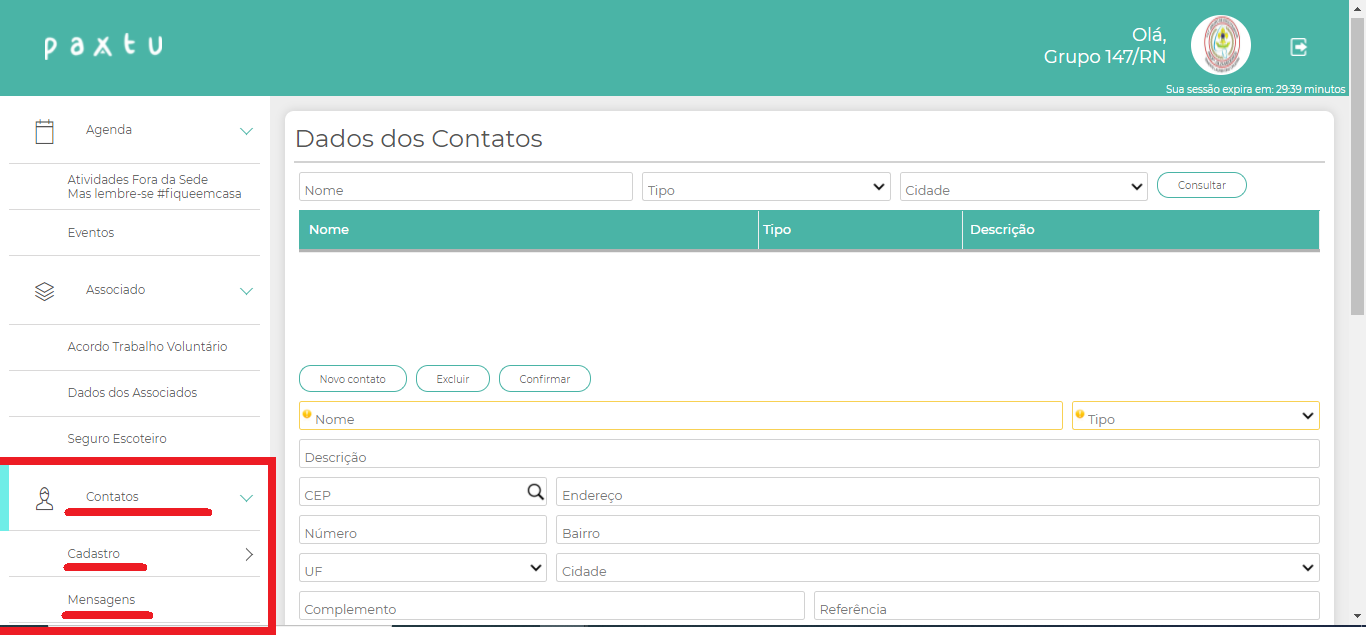 paxtu
Olá,
Grupo 147/RN
Sua sessão expira em: 29:39 minutos
Agenda
Atividades Fora da Sede
Mas lembre-se #fiqueemcasa
Eventos
Associado
Acordo Trabalho Voluntário
Dados dos Associados
Seguro Escoteiro
Contatos
Cadastro
Mensagens
Dados dos Contatos
Nome Tipo Cidade Consultar
Nome Tipo Descrição
Novo contato Excluir Confirmar
Nome Tipo
Descrição
CEP Endereço
Número Bairro
UF Cidade
Complemento Referência